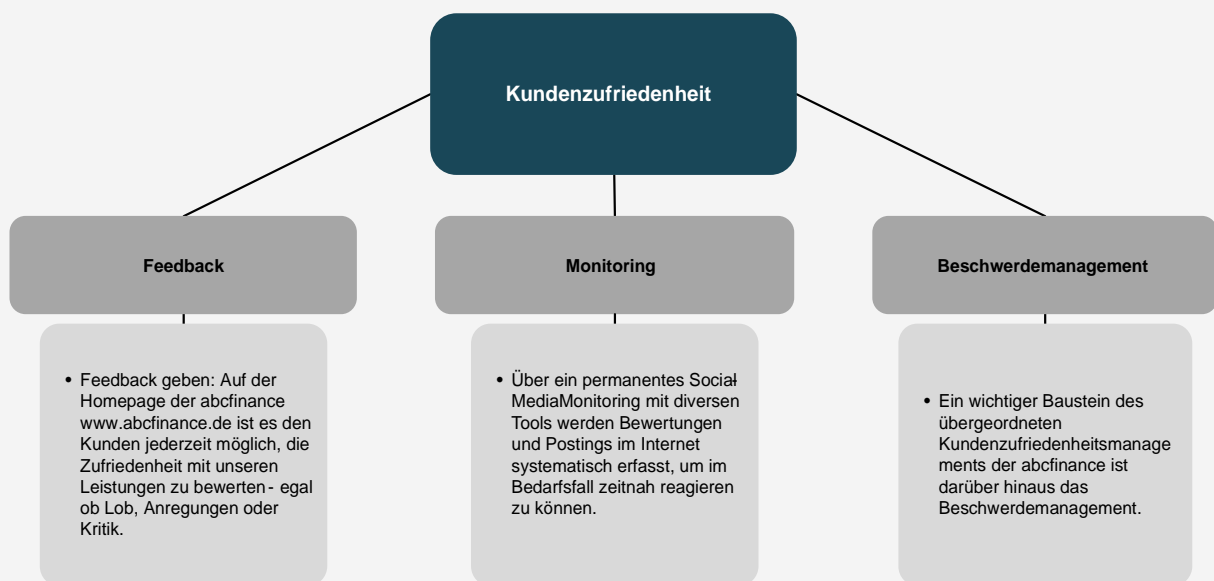 Kundenzufriedenheit
Feedback
Monitoring
Beschwerdemanagement
• Feedback geben: Auf der
Homepage der abcfinance
www.abcfinance.de ist es den
Kunden jederzeit möglich, die
Zufriedenheit mit unseren
Leistungen zu bewerten - egal
ob Lob, Anregungen oder
Kritik.
• Über ein permanentes Social-
MediaMonitoring mit diversen
Tools werden Bewertungen
und Postings im Internet
systematisch erfasst, um im
Bedarfsfall zeitnah reagieren
zu können.
• Ein wichtiger Baustein des
übergeordneten
Kundenzufriedenheitsmanage
ments der abcfinance ist
darüber hinaus das
Beschwerdemanagement.